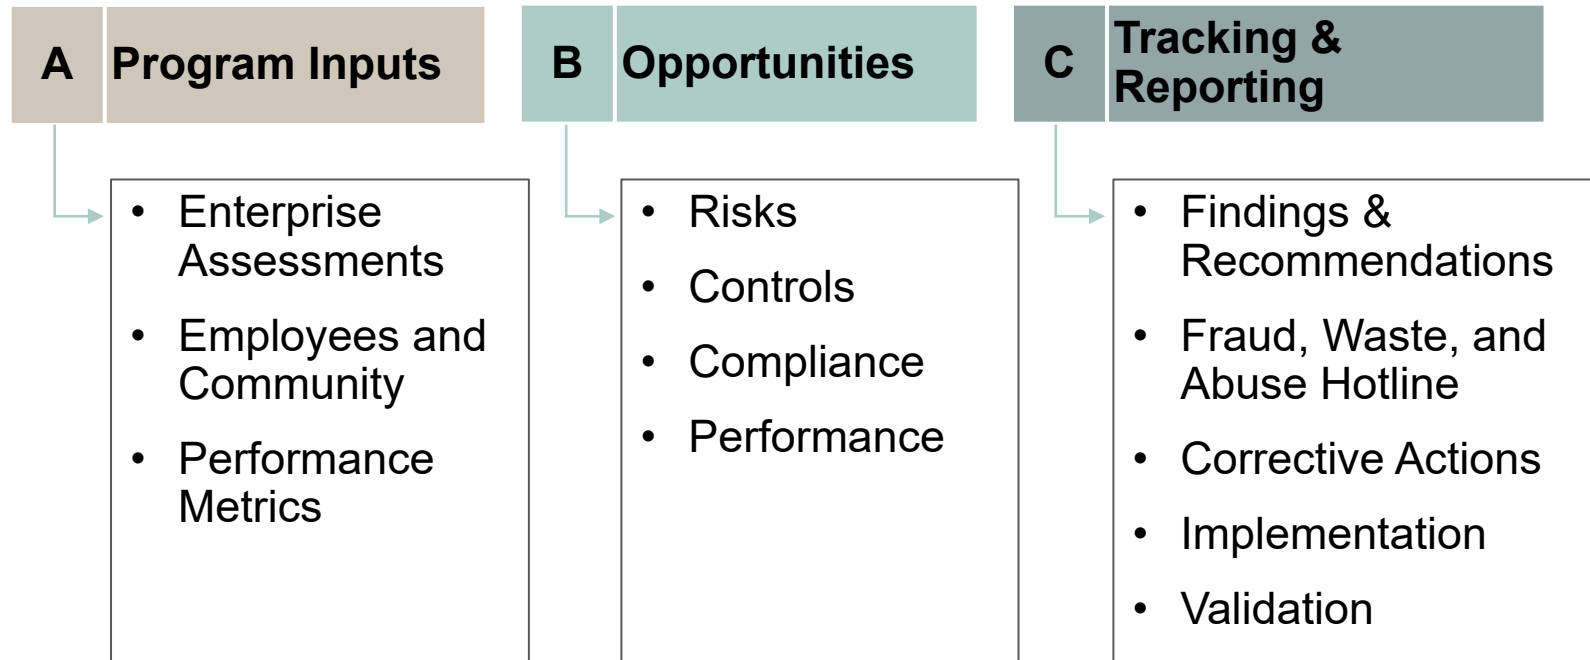 A Program Inputs
• Enterprise
Assessments
• Employees and
Community
• Performance
Metrics
B Opportunities
• Risks
• Controls
• Compliance
• Performance
C Tracking &
Reporting
• Findings &
Recommendations
• Fraud, Waste, and
Abuse Hotline
• Corrective Actions
• Implementation
• Validation